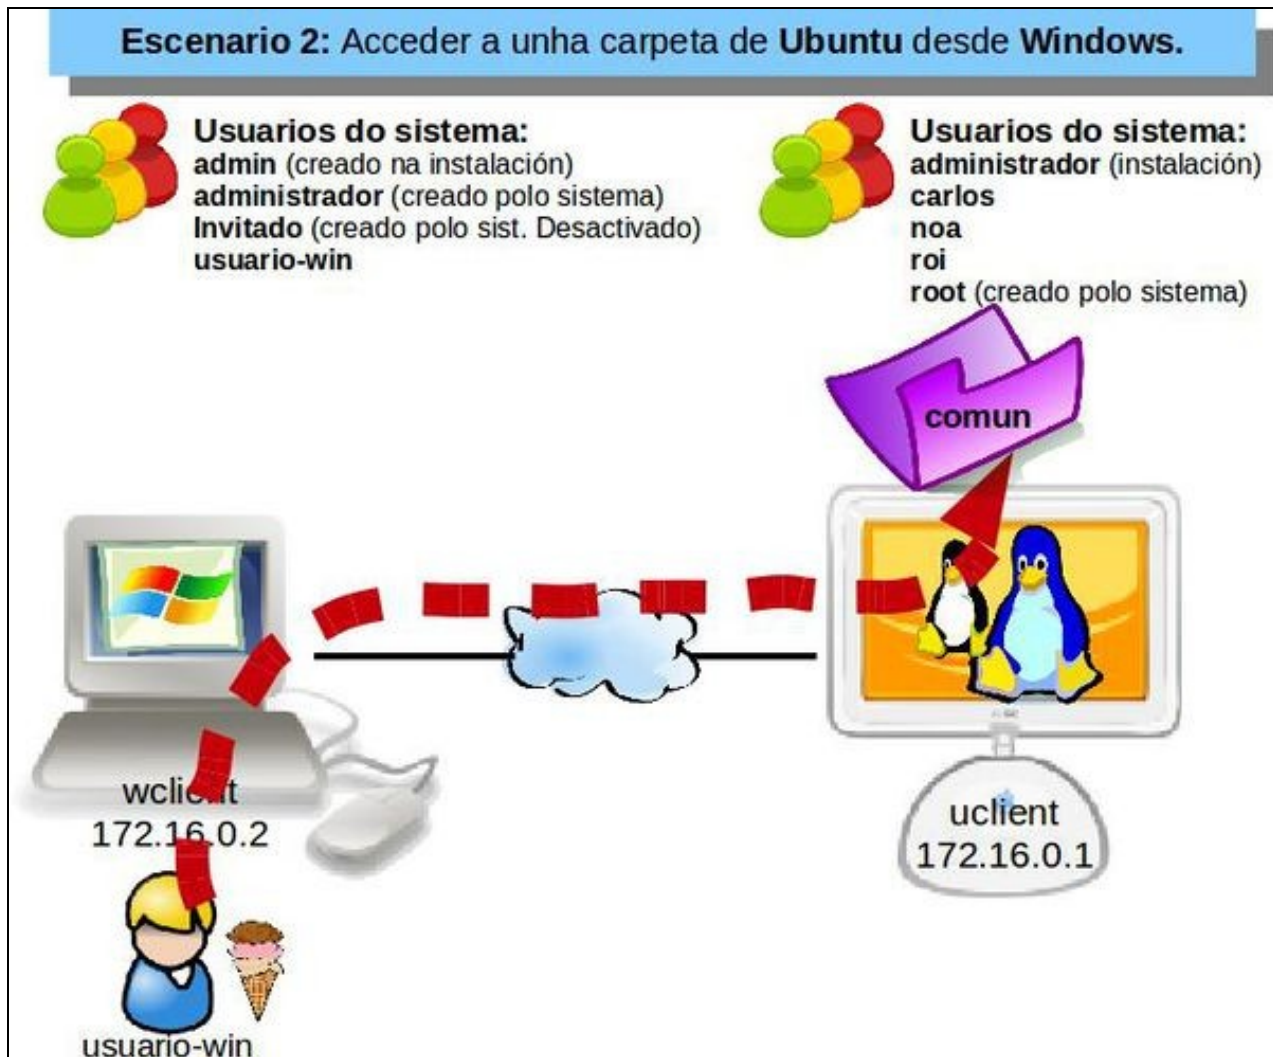 Escenario 2: Acceder a unha carpeta de Ubuntu desde Windows.
Usuarios do sistema:
admin (creado na instalación)
administrador (creado polo sistema)
Invitado (creado polo sist. Desactivado)
usuario-win
Usuarios do sistema:
administrador (instalación)
carlos
noa
roi
root (creado polo sistema)
comun
wclient
172.16.0.2
uclient
172.16.0.1
usuario-win